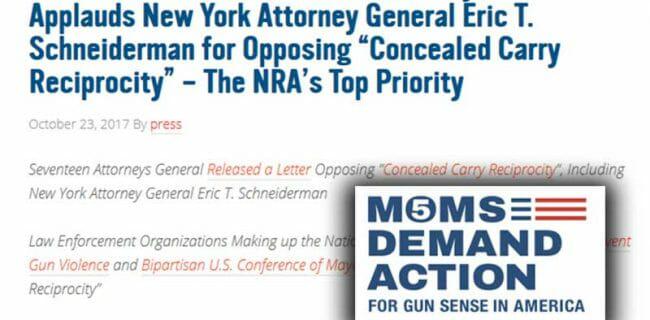 Applauds New York Attorney General Eric T.
Schneiderman for Opposing “Concealed Carry
Reciprocity” – The NRA’s Top Priority
October 23, 2017 By press
Seventeen Attorneys General Released a Letter Opposing “Concealed Carry Reciprocity”, Including
New York Attorney General Eric T. Schneiderman
Law Enforcement Organizations Making up the
Gun Violence and Bipartisan U.S. Conference of
Reciprocity”
M5MS
DEMAND
ACTION
FOR GUN SENSE IN AMERICA